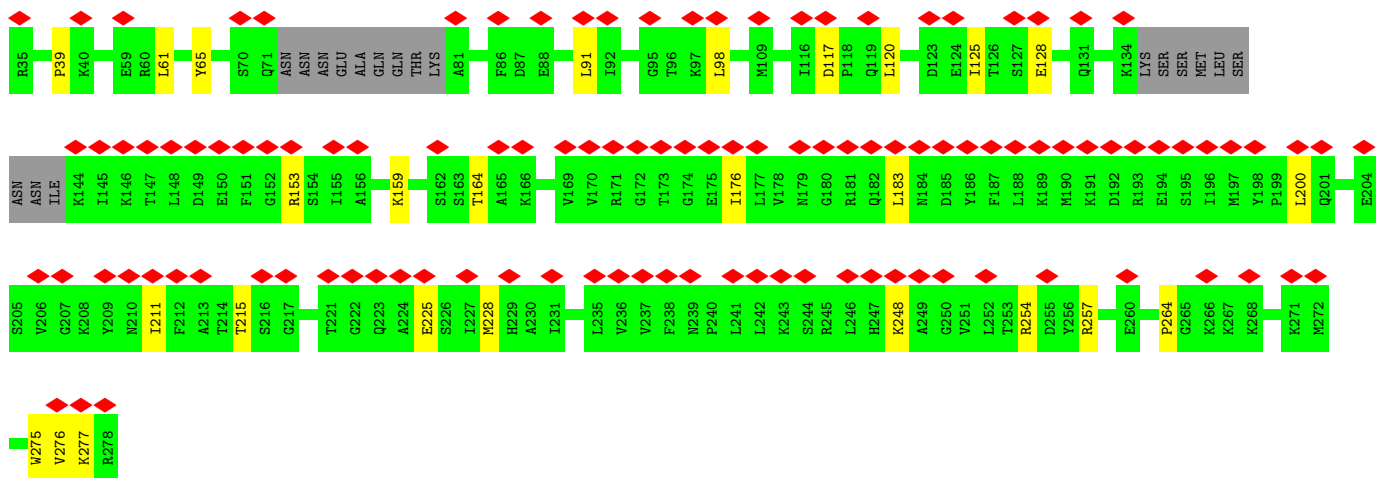 R35 P39 K40 E59 R60 L61 Y65 S70 Q71 ASN ASN ASN GLU ALA GLN GLN THR LYS A81 F86 D87 E88 L91 I92 G95 T96 K97 L98 M109 I116 D117 P118 Q119 L120 D123 E124 I125 T126 S127 E128 Q131 K134 LYS SER SER MET LEU SER
ASN ASN ILE K144 I145 K146 T147 L148 D149 E150 F151 G152 R153 S154 I155 A156 K159 S162 S163 T164 A165 K166 V169 V170 R171 G172 T173 G174 E175 I176 L177 V178 N179 G180 R181 Q182 L183 N184 D185 Y186 F187 L188 K189 M190 K191 D192 R193 E194 S195 I196 M197 Y198 P199 L200 Q201 E204
S205 V206 G207 K208 Y209 N210 I211 F212 A213 T214 T215 S216 G217 T221 G222 Q223 A224 E225 S226 I227 M228 H229 A230 I231 L235 V236 V237 F238 N239 P240 L241 L242 K243 S244 R245 L246 H247 K248 A249 G250 V251 L252 T253 R254 D255 Y256 R257 E260 P264 G265 K266 K267 K268 K271 M272
W275 V276 K277 R278